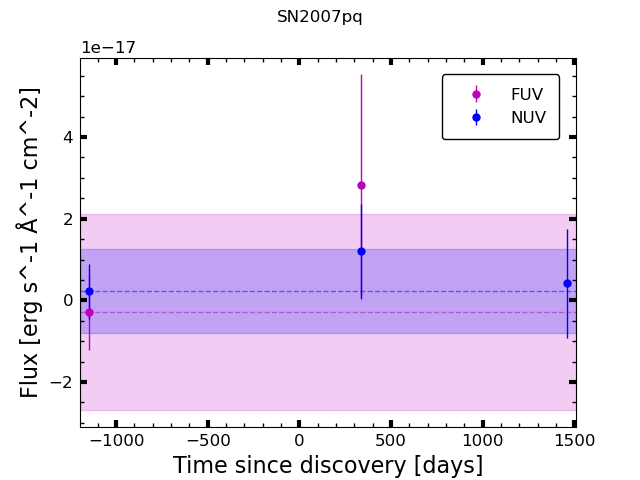 SN2007pq
1e−17
Flux [erg s^-1 Å^-1 cm^-2]
4
2
0
−2
FUV
NUV
−1000 −500 0 500 1000 1500
Time since discovery [days]